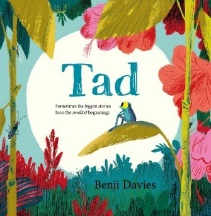 Tad
Sometimes the biggest stories
have the smallest beginnings
Benji Davies